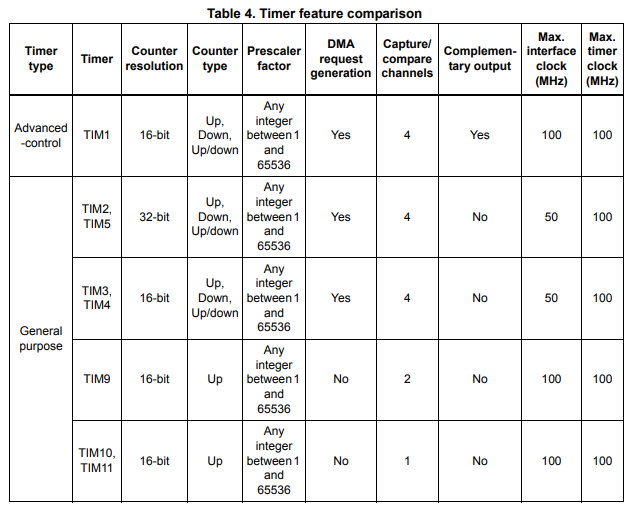 Table 4. Timer feature comparison
Timer type | Timer | Counter resolution | Counter type | Prescaler factor | DMA request generation | Capture/ compare channels | Complemen- tary output | Max. interface clock (MHz) | Max. timer clock (MHz)
Advanced -control | TIM1 | 16-bit | Up, Down, Up/down | Any integer between 1 and 65536 | Yes | 4 | Yes | 100 | 100
General purpose | TIM2, TIM5 | 32-bit | Up, Down, Up/down | Any integer between 1 and 65536 | Yes | 4 | No | 50 | 100
TIM3, TIM4 | 16-bit | Up, Down, Up/down | Any integer between 1 and 65536 | Yes | 4 | No | 50 | 100
TIM9 | 16-bit | Up | Any integer between 1 and 65536 | No | 2 | No | 100 | 100
TIM10, TIM11 | 16-bit | Up | Any integer between 1 and 65536 | No | 1 | No | 100 | 100